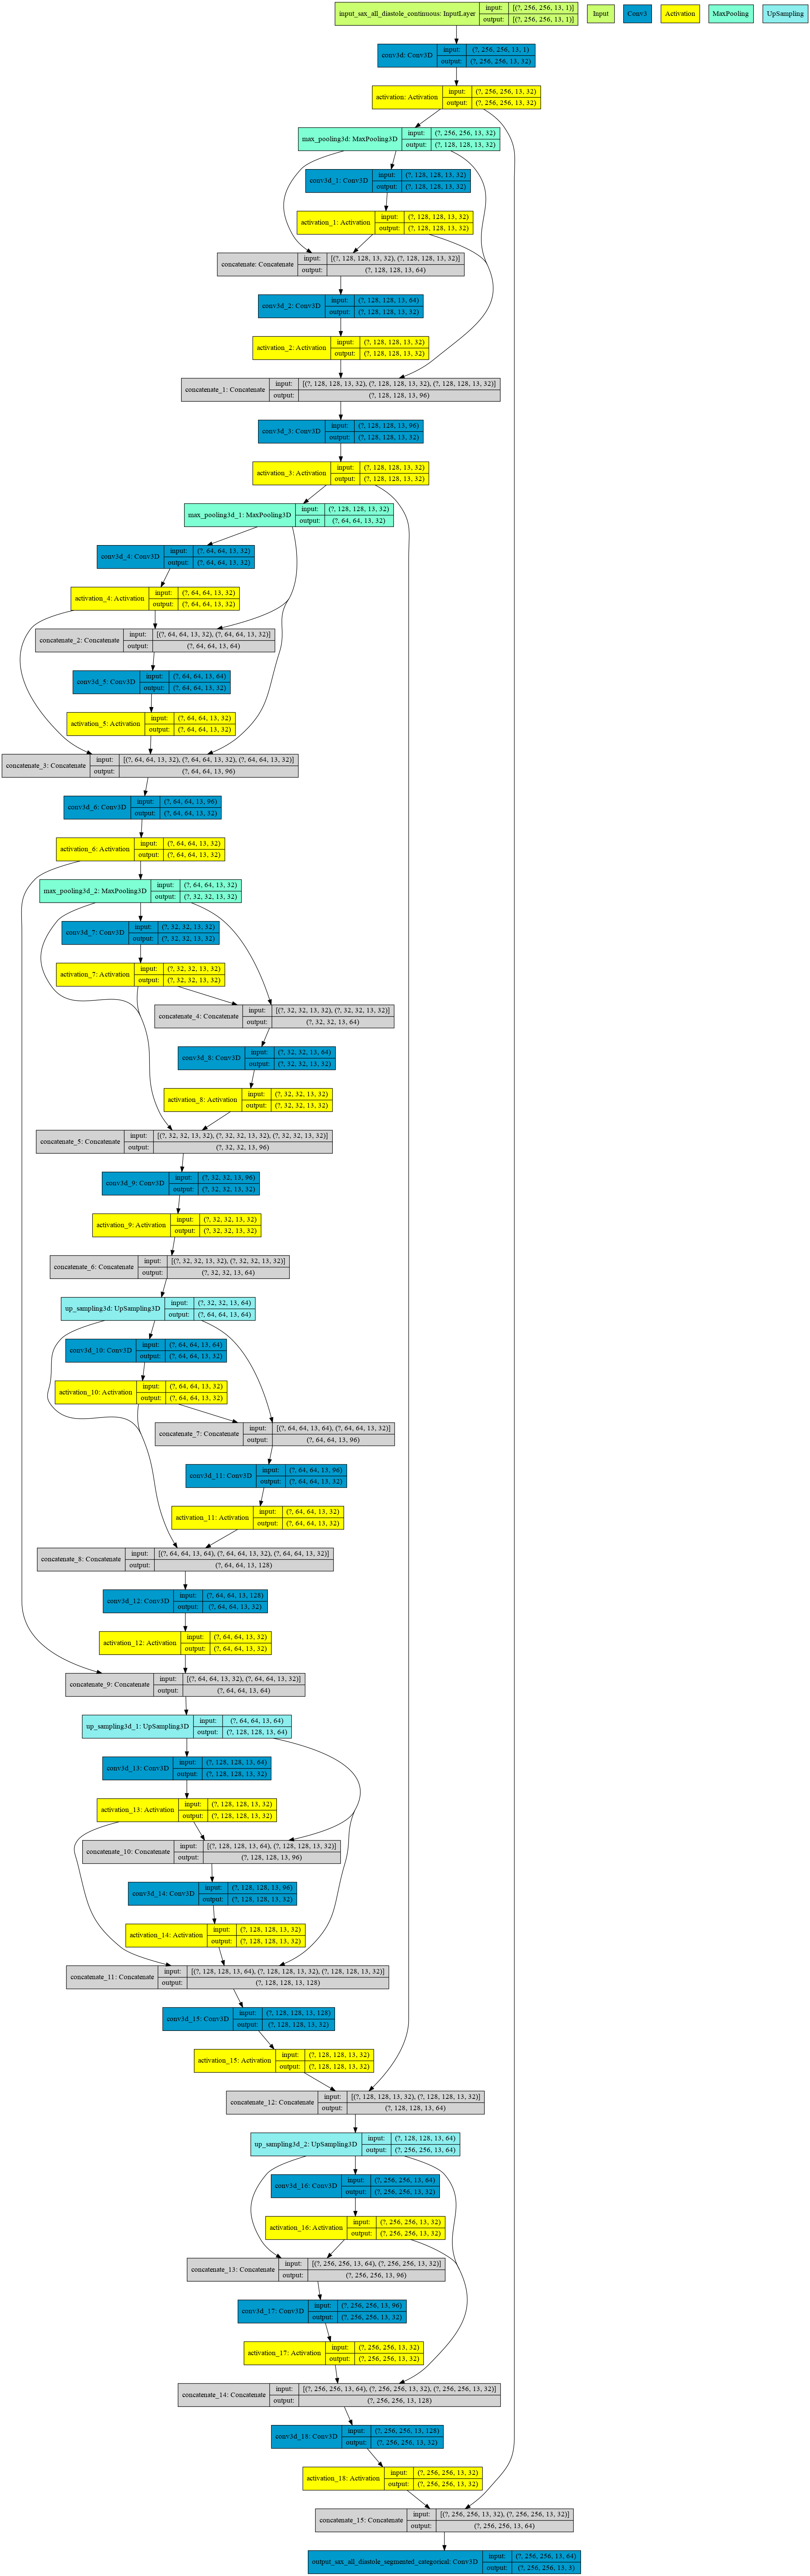 input_sax_all_diastole_continuous: InputLayer
input: [(?, 256, 256, 13, 1)]
output: [(?, 256, 256, 13, 1)]
Input
Conv3
Activation
MaxPooling
UpSampling
conv3d: Conv3D
input: (?, 256, 256, 13, 1)
output: (?, 256, 256, 13, 32)
activation: Activation
input: (?, 256, 256, 13, 32)
output: (?, 256, 256, 13, 32)
max_pooling3d: MaxPooling3D
input: (?, 256, 256, 13, 32)
output: (?, 128, 128, 13, 32)
conv3d_1: Conv3D
input: (?, 128, 128, 13, 32)
output: (?, 128, 128, 13, 32)
activation_1: Activation
input: (?, 128, 128, 13, 32)
output: (?, 128, 128, 13, 32)
concatenate: Concatenate
input: [(?, 128, 128, 13, 32), (?, 128, 128, 13, 32)]
output: (?, 128, 128, 13, 64)
conv3d_2: Conv3D
input: (?, 128, 128, 13, 64)
output: (?, 128, 128, 13, 32)
activation_2: Activation
input: (?, 128, 128, 13, 32)
output: (?, 128, 128, 13, 32)
concatenate_1: Concatenate
input: [(?, 128, 128, 13, 32), (?, 128, 128, 13, 32), (?, 128, 128, 13, 32)]
output: (?, 128, 128, 13, 96)
conv3d_3: Conv3D
input: (?, 128, 128, 13, 96)
output: (?, 128, 128, 13, 32)
activation_3: Activation
input: (?, 128, 128, 13, 32)
output: (?, 128, 128, 13, 32)
max_pooling3d_1: MaxPooling3D
input: (?, 128, 128, 13, 32)
output: (?, 64, 64, 13, 32)
conv3d_4: Conv3D
input: (?, 64, 64, 13, 32)
output: (?, 64, 64, 13, 32)
activation_4: Activation
input: (?, 64, 64, 13, 32)
output: (?, 64, 64, 13, 32)
concatenate_2: Concatenate
input: [(?, 64, 64, 13, 32), (?, 64, 64, 13, 32)]
output: (?, 64, 64, 13, 64)
conv3d_5: Conv3D
input: (?, 64, 64, 13, 64)
output: (?, 64, 64, 13, 32)
activation_5: Activation
input: (?, 64, 64, 13, 32)
output: (?, 64, 64, 13, 32)
concatenate_3: Concatenate
input: [(?, 64, 64, 13, 32), (?, 64, 64, 13, 32), (?, 64, 64, 13, 32)]
output: (?, 64, 64, 13, 96)
conv3d_6: Conv3D
input: (?, 64, 64, 13, 96)
output: (?, 64, 64, 13, 32)
activation_6: Activation
input: (?, 64, 64, 13, 32)
output: (?, 64, 64, 13, 32)
max_pooling3d_2: MaxPooling3D
input: (?, 64, 64, 13, 32)
output: (?, 32, 32, 13, 32)
conv3d_7: Conv3D
input: (?, 32, 32, 13, 32)
output: (?, 32, 32, 13, 32)
activation_7: Activation
input: (?, 32, 32, 13, 32)
output: (?, 32, 32, 13, 32)
concatenate_4: Concatenate
input: [(?, 32, 32, 13, 32), (?, 32, 32, 13, 32)]
output: (?, 32, 32, 13, 64)
conv3d_8: Conv3D
input: (?, 32, 32, 13, 64)
output: (?, 32, 32, 13, 32)
activation_8: Activation
input: (?, 32, 32, 13, 32)
output: (?, 32, 32, 13, 32)
concatenate_5: Concatenate
input: [(?, 32, 32, 13, 32), (?, 32, 32, 13, 32), (?, 32, 32, 13, 32)]
output: (?, 32, 32, 13, 96)
conv3d_9: Conv3D
input: (?, 32, 32, 13, 96)
output: (?, 32, 32, 13, 32)
activation_9: Activation
input: (?, 32, 32, 13, 32)
output: (?, 32, 32, 13, 32)
concatenate_6: Concatenate
input: [(?, 32, 32, 13, 32), (?, 32, 32, 13, 32)]
output: (?, 32, 32, 13, 64)
up_sampling3d: UpSampling3D
input: (?, 32, 32, 13, 64)
output: (?, 64, 64, 13, 64)
conv3d_10: Conv3D
input: (?, 64, 64, 13, 64)
output: (?, 64, 64, 13, 32)
activation_10: Activation
input: (?, 64, 64, 13, 32)
output: (?, 64, 64, 13, 32)
concatenate_7: Concatenate
input: [(?, 64, 64, 13, 64), (?, 64, 64, 13, 32)]
output: (?, 64, 64, 13, 96)
conv3d_11: Conv3D
input: (?, 64, 64, 13, 96)
output: (?, 64, 64, 13, 32)
activation_11: Activation
input: (?, 64, 64, 13, 32)
output: (?, 64, 64, 13, 32)
concatenate_8: Concatenate
input: [(?, 64, 64, 13, 64), (?, 64, 64, 13, 32), (?, 64, 64, 13, 32)]
output: (?, 64, 64, 13, 128)
conv3d_12: Conv3D
input: (?, 64, 64, 13, 128)
output: (?, 64, 64, 13, 32)
activation_12: Activation
input: (?, 64, 64, 13, 32)
output: (?, 64, 64, 13, 32)
concatenate_9: Concatenate
input: [(?, 64, 64, 13, 32), (?, 64, 64, 13, 32)]
output: (?, 64, 64, 13, 64)
up_sampling3d_1: UpSampling3D
input: (?, 64, 64, 13, 64)
output: (?, 128, 128, 13, 64)
conv3d_13: Conv3D
input: (?, 128, 128, 13, 64)
output: (?, 128, 128, 13, 32)
activation_13: Activation
input: (?, 128, 128, 13, 32)
output: (?, 128, 128, 13, 32)
concatenate_10: Concatenate
input: [(?, 128, 128, 13, 64), (?, 128, 128, 13, 32)]
output: (?, 128, 128, 13, 96)
conv3d_14: Conv3D
input: (?, 128, 128, 13, 96)
output: (?, 128, 128, 13, 32)
activation_14: Activation
input: (?, 128, 128, 13, 32)
output: (?, 128, 128, 13, 32)
concatenate_11: Concatenate
input: [(?, 128, 128, 13, 64), (?, 128, 128, 13, 32), (?, 128, 128, 13, 32)]
output: (?, 128, 128, 13, 128)
conv3d_15: Conv3D
input: (?, 128, 128, 13, 128)
output: (?, 128, 128, 13, 32)
activation_15: Activation
input: (?, 128, 128, 13, 32)
output: (?, 128, 128, 13, 32)
concatenate_12: Concatenate
input: [(?, 128, 128, 13, 32), (?, 128, 128, 13, 32)]
output: (?, 128, 128, 13, 64)
up_sampling3d_2: UpSampling3D
input: (?, 128, 128, 13, 64)
output: (?, 256, 256, 13, 64)
conv3d_16: Conv3D
input: (?, 256, 256, 13, 64)
output: (?, 256, 256, 13, 32)
activation_16: Activation
input: (?, 256, 256, 13, 32)
output: (?, 256, 256, 13, 32)
concatenate_13: Concatenate
input: [(?, 256, 256, 13, 64), (?, 256, 256, 13, 32)]
output: (?, 256, 256, 13, 96)
conv3d_17: Conv3D
input: (?, 256, 256, 13, 96)
output: (?, 256, 256, 13, 32)
activation_17: Activation
input: (?, 256, 256, 13, 32)
output: (?, 256, 256, 13, 32)
concatenate_14: Concatenate
input: [(?, 256, 256, 13, 64), (?, 256, 256, 13, 32), (?, 256, 256, 13, 32)]
output: (?, 256, 256, 13, 128)
conv3d_18: Conv3D
input: (?, 256, 256, 13, 128)
output: (?, 256, 256, 13, 32)
activation_18: Activation
input: (?, 256, 256, 13, 32)
output: (?, 256, 256, 13, 32)
concatenate_15: Concatenate
input: [(?, 256, 256, 13, 32), (?, 256, 256, 13, 32)]
output: (?, 256, 256, 13, 64)
output_sax_all_diastole_segmented_categorical: Conv3D
input: (?, 256, 256, 13, 64)
output: (?, 256, 256, 13, 3)